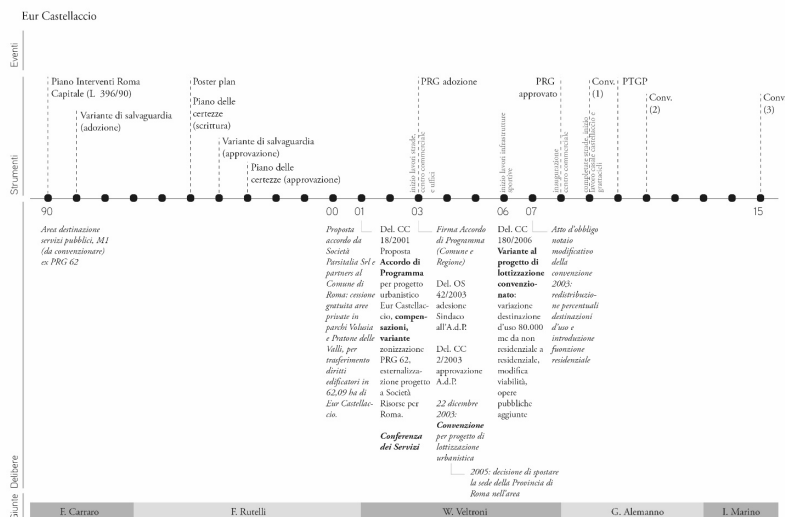 Eur Castellaccio
Eventi
Strumenti
Piano Interventi Roma
Capitale (L 396/90)
Variante di salvaguardia
(adozione)
Poster plan
Piano delle
certezze
(scrittura)
Variante di salvaguardia
(approvazione)
Piano delle
certezze (approvazione)
PRG adozione
inizio lavori strade,
centro commerciale
e uffici
inizio lavori infrastrutture
sportive
PRG
approvato
inaugurazione
centro commerciale
Conv.
(1)
completate strade, inizio
lavori casale castellaccio e
grattacieli
PTGP
Conv.
(2)
Conv
(3)
90
00
01
03
06
07
15
Delibere
Area destinazione
servizi pubblici, M1
(da convenzionare)
ex PRG 62
Proposta
accordo da
Società
Parsitalia Srl e
partners al
Comune di
Roma: cessione
gratuita aree
private in
parchi Volusia
e Pratone delle
Valli, per
trasferimento
diritti
edificatori in
62,09 ha di
Eur Castellac-
cio.
Del. CC
18/2001
Proposta
Accordo di
Programma
per progetto
urbanistico
Eur Castellac-
cio, compen-
sazioni,
variante
zonizzazione
PRG 62,
esternalizza-
zione progetto
a Società
Risorse per
Roma.
Conferenza
dei Servizi
Firma Accordo
di Programma
(Comune e
Regione)
Del. OS
42/2003
adesione
Sindaco
all'A.d.P.
Del. CC
2/2003
approvazione
A.d.P.
22 dicembre
2003:
Convenzione
per progetto di
lottizzazione
urbanistica
2005: decisione di spostare
la sede della Provincia di
Roma nell'area
Del. CC
180/2006
Variante al
progetto di
lottizzazione
convenzio-
nato:
variazione
destinazione
d'uso 80.000
mc da non
residenziale a
residenziale,
modifica
viabilità,
opere
pubbliche
aggiunte
Atto d'obbligo
notaio
modificativo
della
convenzione
2003:
redistribuzio-
ne percentuali
destinazioni
d'uso e
introduzione
fuonzione
residenziale
Giunte
F. Carraro
F. Rutelli
W. Veltroni
G. Alemanno
I. Marino